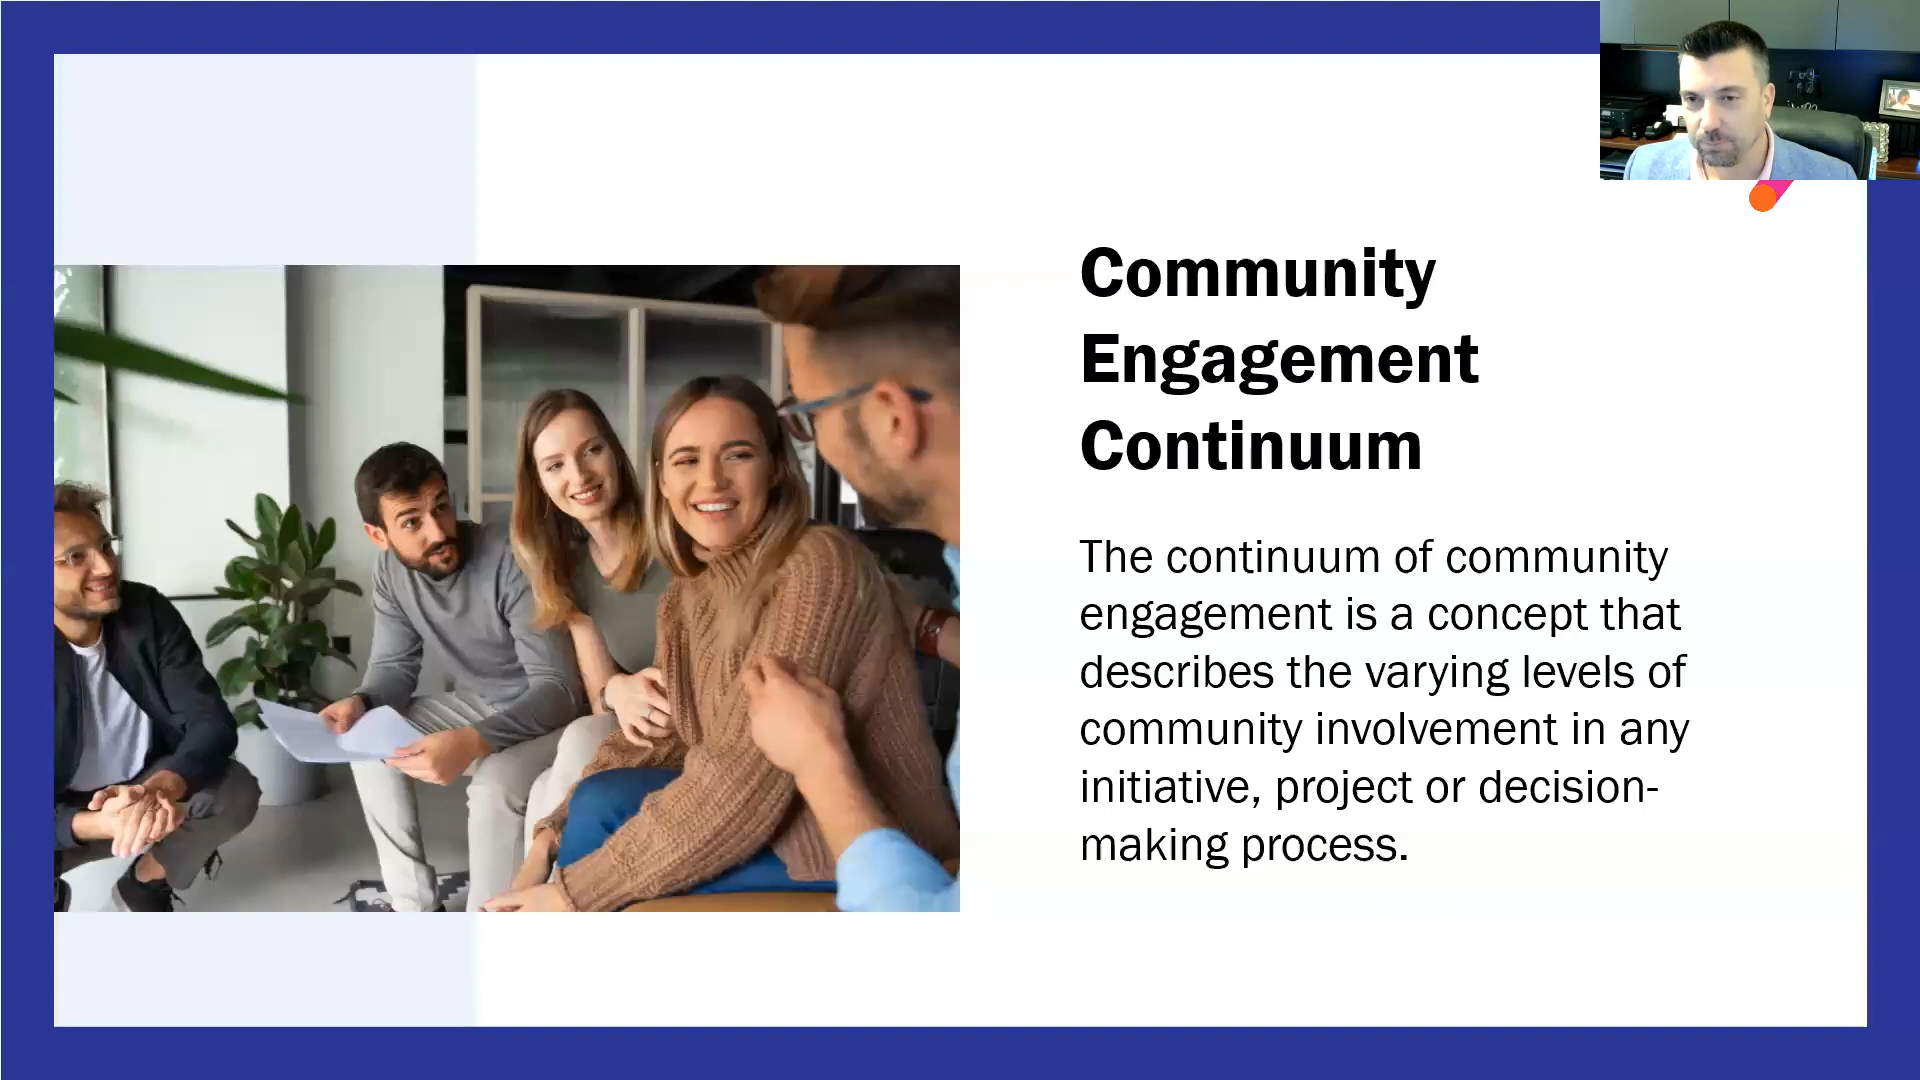 Community
Engagement
Continuum
The continuum of community
engagement is a concept that
describes the varying levels of
community involvement in any
initiative, project or decision-
making process.